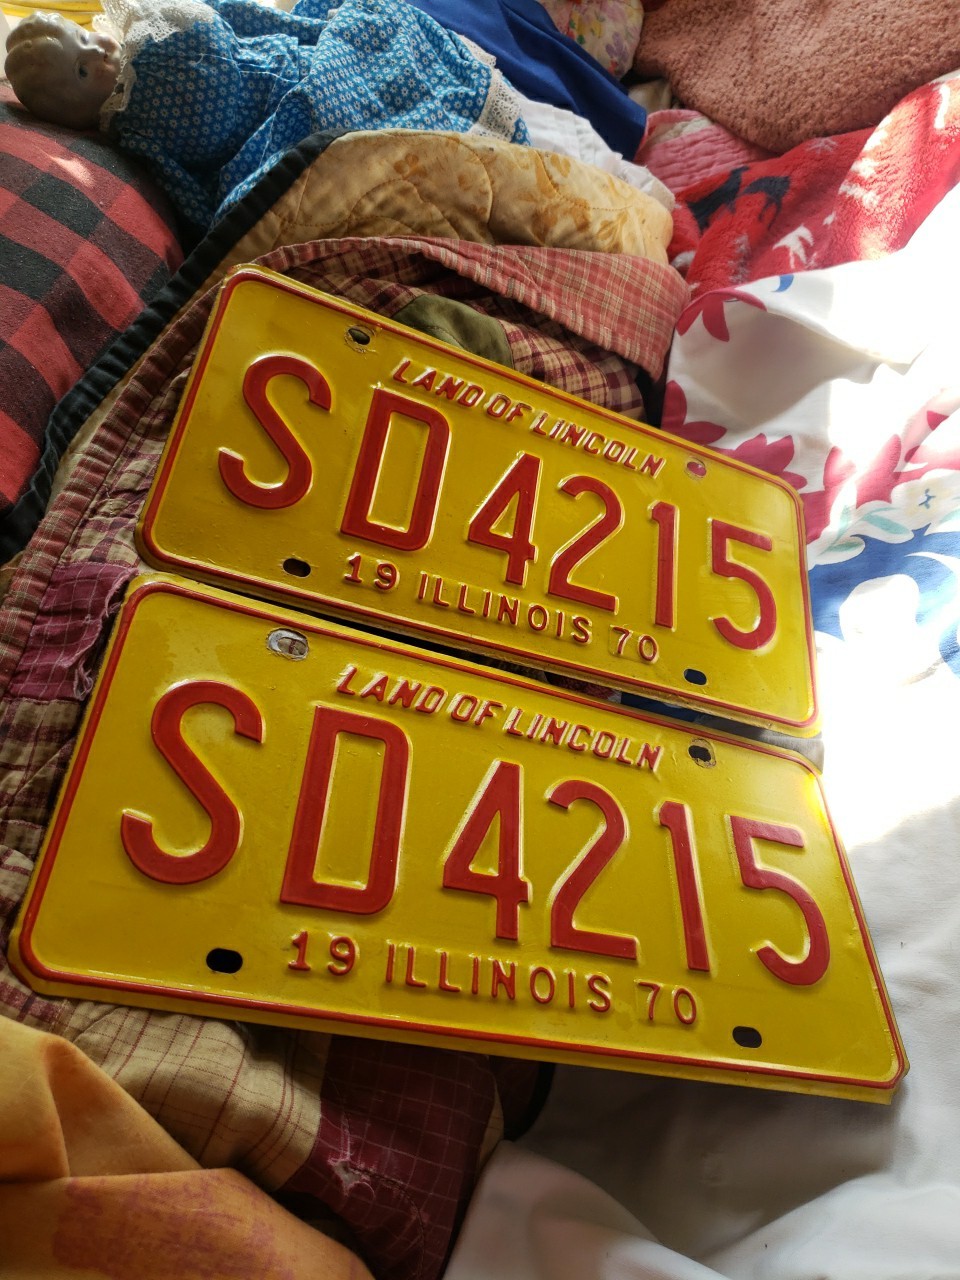 LAND OF LINCOLN
SD4215
19 ILLINOIS 70
LAND OF LINCOLN
SD4215
19 ILLINOIS 70